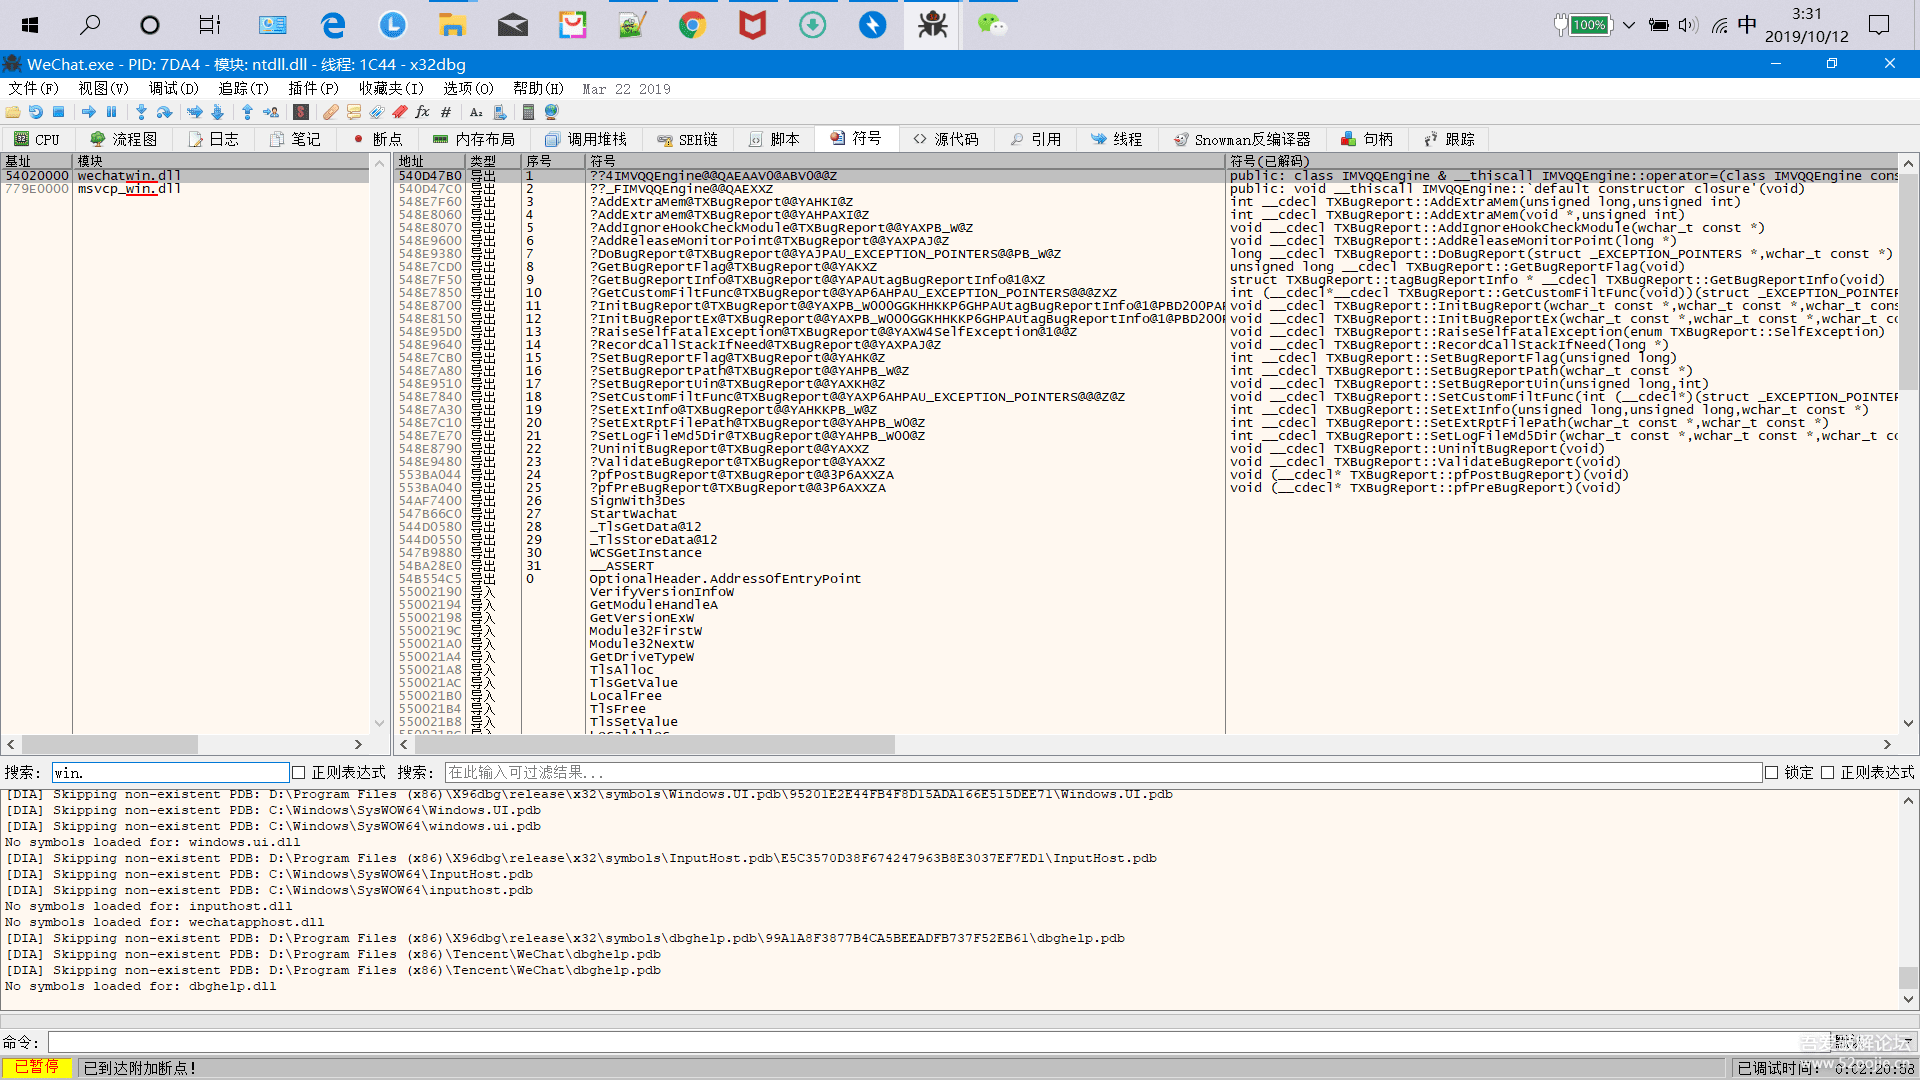 100%
中
3:31
2019/10/12
WeChat.exe - PID: 7DA4 - 模块: ntdll.dll - 线程: 1C44 - x32dbg
文件(F) 视图(V) 调试(D) 追踪(T) 插件(P) 收藏夹(I) 选项(O) 帮助(H) Mar 22 2019
CPU 流程图 日志 笔记 断点 内存布局 调用堆栈 SEH链 脚本 符号 源代码 引用 线程 Snowman反编译器 句柄 跟踪
基址 模块
54020000 wechatwin.dll
779E0000 msvcp_win.dll
地址 类型 序号 符号 符号(已解码)
540D47B0 导出 1 ??4IMVQQEngine@@QAEAAV0@ABV0@@Z public: class IMVQQEngine & __thiscall IMVQQEngine::operator=(class IMVQQEngine cons
540D47C0 导出 2 ??_FIMVQQEngine@@QAEXXZ public: void __thiscall IMVQQEngine::`default constructor closure'(void)
548E7F60 导出 3 ?AddExtraMem@TXBugReport@@YAHKI@Z int __cdecl TXBugReport::AddExtraMem(unsigned long,unsigned int)
548E8060 导出 4 ?AddExtraMem@TXBugReport@@YAHPAXI@Z int __cdecl TXBugReport::AddExtraMem(void *,unsigned int)
548E8070 导出 5 ?AddIgnoreHookCheckModule@TXBugReport@@YAXPB_W@Z void __cdecl TXBugReport::AddIgnoreHookCheckModule(wchar_t const *)
548E9600 导出 6 ?AddReleaseMonitorPoint@TXBugReport@@YAXPAJ@Z void __cdecl TXBugReport::AddReleaseMonitorPoint(long *)
548E9380 导出 7 ?DoBugReport@TXBugReport@@YAJPAU_EXCEPTION_POINTERS@@PB_W@Z long __cdecl TXBugReport::DoBugReport(struct _EXCEPTION_POINTERS *,wchar_t const *)
548E7CD0 导出 8 ?GetBugReportFlag@TXBugReport@@YAKXZ unsigned long __cdecl TXBugReport::GetBugReportFlag(void)
548E7F50 导出 9 ?GetBugReportInfo@TXBugReport@@YAPAUtagBugReportInfo@1@XZ struct TXBugReport::tagBugReportInfo * __cdecl TXBugReport::GetBugReportInfo(void)
548E7850 导出 10 ?GetCustomFiltFunc@TXBugReport@@YAP6AHPAU_EXCEPTION_POINTERS@@@ZXZ int (__cdecl*__cdecl TXBugReport::GetCustomFiltFunc(void))(struct _EXCEPTION_POINTER
548E8700 导出 11 ?InitBugReport@TXBugReport@@YAXPB_W000GGKHHKKP6GHPAUtagBugReportInfo@1@PBD200PAP void __cdecl TXBugReport::InitBugReport(wchar_t const *,wchar_t const *,wchar_t cons
548E8150 导出 12 ?InitBugReportEx@TXBugReport@@YAXPB_W000GGKHHKKP6GHPAUtagBugReportInfo@1@PBD200P void __cdecl TXBugReport::InitBugReportEx(wchar_t const *,wchar_t const *,wchar_t co
548E95D0 导出 13 ?RaiseSelfFatalException@TXBugReport@@YAXW4SelfException@1@@Z void __cdecl TXBugReport::RaiseSelfFatalException(enum TXBugReport::SelfException)
548E9640 导出 14 ?RecordCallStackIfNeed@TXBugReport@@YAXPAJ@Z void __cdecl TXBugReport::RecordCallStackIfNeed(long *)
548E7CB0 导出 15 ?SetBugReportFlag@TXBugReport@@YAHK@Z int __cdecl TXBugReport::SetBugReportFlag(unsigned long)
548E7A80 导出 16 ?SetBugReportPath@TXBugReport@@YAHPB_W@Z int __cdecl TXBugReport::SetBugReportPath(wchar_t const *)
548E9510 导出 17 ?SetBugReportUin@TXBugReport@@YAXKH@Z void __cdecl TXBugReport::SetBugReportUin(unsigned long,int)
548E7840 导出 18 ?SetCustomFiltFunc@TXBugReport@@YAXP6AHPAU_EXCEPTION_POINTERS@@@Z@Z void __cdecl TXBugReport::SetCustomFiltFunc(int (__cdecl*)(struct _EXCEPTION_POINTER
548E7A30 导出 19 ?SetExtInfo@TXBugReport@@YAHKKPB_W@Z int __cdecl TXBugReport::SetExtInfo(unsigned long,unsigned long,wchar_t const *)
548E7C10 导出 20 ?SetExtRptFilePath@TXBugReport@@YAHPB_W0@Z int __cdecl TXBugReport::SetExtRptFilePath(wchar_t const *,wchar_t const *)
548E7E70 导出 21 ?SetLogFileMd5Dir@TXBugReport@@YAHPB_W00@Z int __cdecl TXBugReport::SetLogFileMd5Dir(wchar_t const *,wchar_t const *,wchar_t co
548E8790 导出 22 ?UninitBugReport@TXBugReport@@YAXXZ void __cdecl TXBugReport::UninitBugReport(void)
548E9480 导出 23 ?ValidateBugReport@TXBugReport@@YAXXZ void __cdecl TXBugReport::ValidateBugReport(void)
553BA044 导出 24 ?pfPostBugReport@TXBugReport@@3P6AXXZA void (__cdecl* TXBugReport::pfPostBugReport)(void)
553BA040 导出 25 ?pfPreBugReport@TXBugReport@@3P6AXXZA void (__cdecl* TXBugReport::pfPreBugReport)(void)
54AF7400 导出 26 SignWith3Des
547B66C0 导出 27 StartWachat
544D0580 导出 28 _TlsGetData@12
544D0550 导出 29 _TlsStoreData@12
547B9880 导出 30 WCSGetInstance
54BA28E0 导出 31 __ASSERT
54B554C5 导出 0 OptionalHeader.AddressOfEntryPoint
55002190 导入 VerifyVersionInfoW
55002194 导入 GetModuleHandleA
55002198 导入 GetVersionExW
5500219C 导入 Module32FirstW
550021A0 导入 Module32NextW
550021A4 导入 GetDriveTypeW
550021A8 导入 TlsAlloc
550021AC 导入 TlsGetValue
550021B0 导入 LocalFree
550021B4 导入 TlsFree
550021B8 导入 TlsSetValue
550021BC 导入 LocalAlloc
搜索: win. 正则表达式 搜索: 在此输入可过滤结果... 锁定 正则表达式
[DIA] Skipping non-existent PDB: D:\Program Files (x86)\X96dbg\release\x32\symbols\Windows.UI.pdb\95201E2E44FB4F8D15ADA166E515DEE71\Windows.UI.pdb
[DIA] Skipping non-existent PDB: C:\Windows\SysWOW64\Windows.UI.pdb
[DIA] Skipping non-existent PDB: C:\Windows\SysWOW64\windows.ui.pdb
No symbols loaded for: windows.ui.dll
[DIA] Skipping non-existent PDB: D:\Program Files (x86)\X96dbg\release\x32\symbols\InputHost.pdb\E5C3570D38F674247963B8E3037EF7ED1\InputHost.pdb
[DIA] Skipping non-existent PDB: C:\Windows\SysWOW64\InputHost.pdb
[DIA] Skipping non-existent PDB: C:\Windows\SysWOW64\inputhost.pdb
No symbols loaded for: inputhost.dll
No symbols loaded for: wechatapphost.dll
[DIA] Skipping non-existent PDB: D:\Program Files (x86)\X96dbg\release\x32\symbols\dbghelp.pdb\99A1A8F3877B4CA5BEEADFB737F52EB61\dbghelp.pdb
[DIA] Skipping non-existent PDB: D:\Program Files (x86)\Tencent\WeChat\dbghelp.pdb
[DIA] Skipping non-existent PDB: D:\Program Files (x86)\Tencent\WeChat\dbghelp.pdb
No symbols loaded for: dbghelp.dll
命令:
吾爱破解论坛
www.52pojie.cn
已暂停 已到达附加断点! 已调试时间: 0:02:20:58